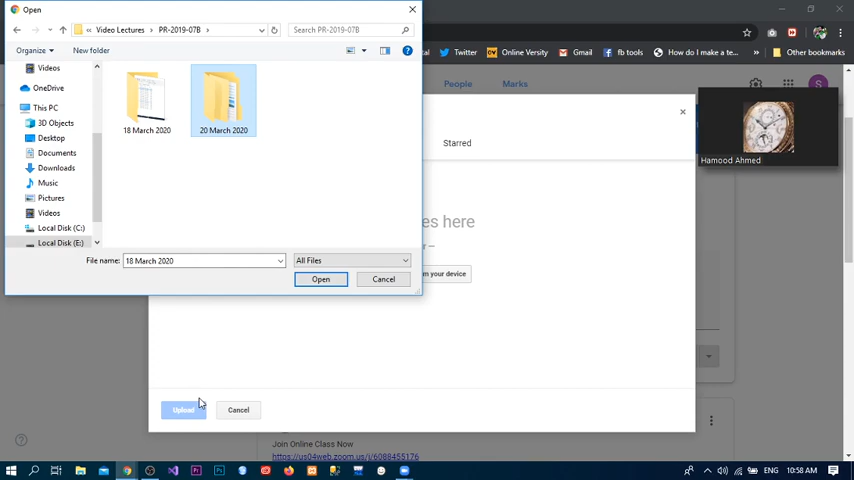 Open
Video Lectures › PR-2019-07B ›
Search PR-2019-07B
Organize
New folder
Videos
OneDrive
This PC
3D Objects
Desktop
Documents
Downloads
Music
Pictures
Videos
Local Disk (C:)
Local Disk (E:)
18 March 2020
20 March 2020
File name:
18 March 2020
All Files
Open
Cancel
Twitter
Online Versity
Gmail
fb tools
How do I make a te...
»
Other bookmarks
People
Marks
S
Starred
Hamood Ahmed
es here
m your device
Upload
Cancel
Join Online Class Now
https://us04web.zoom.us/j/6088455176
ENG
10:58 AM